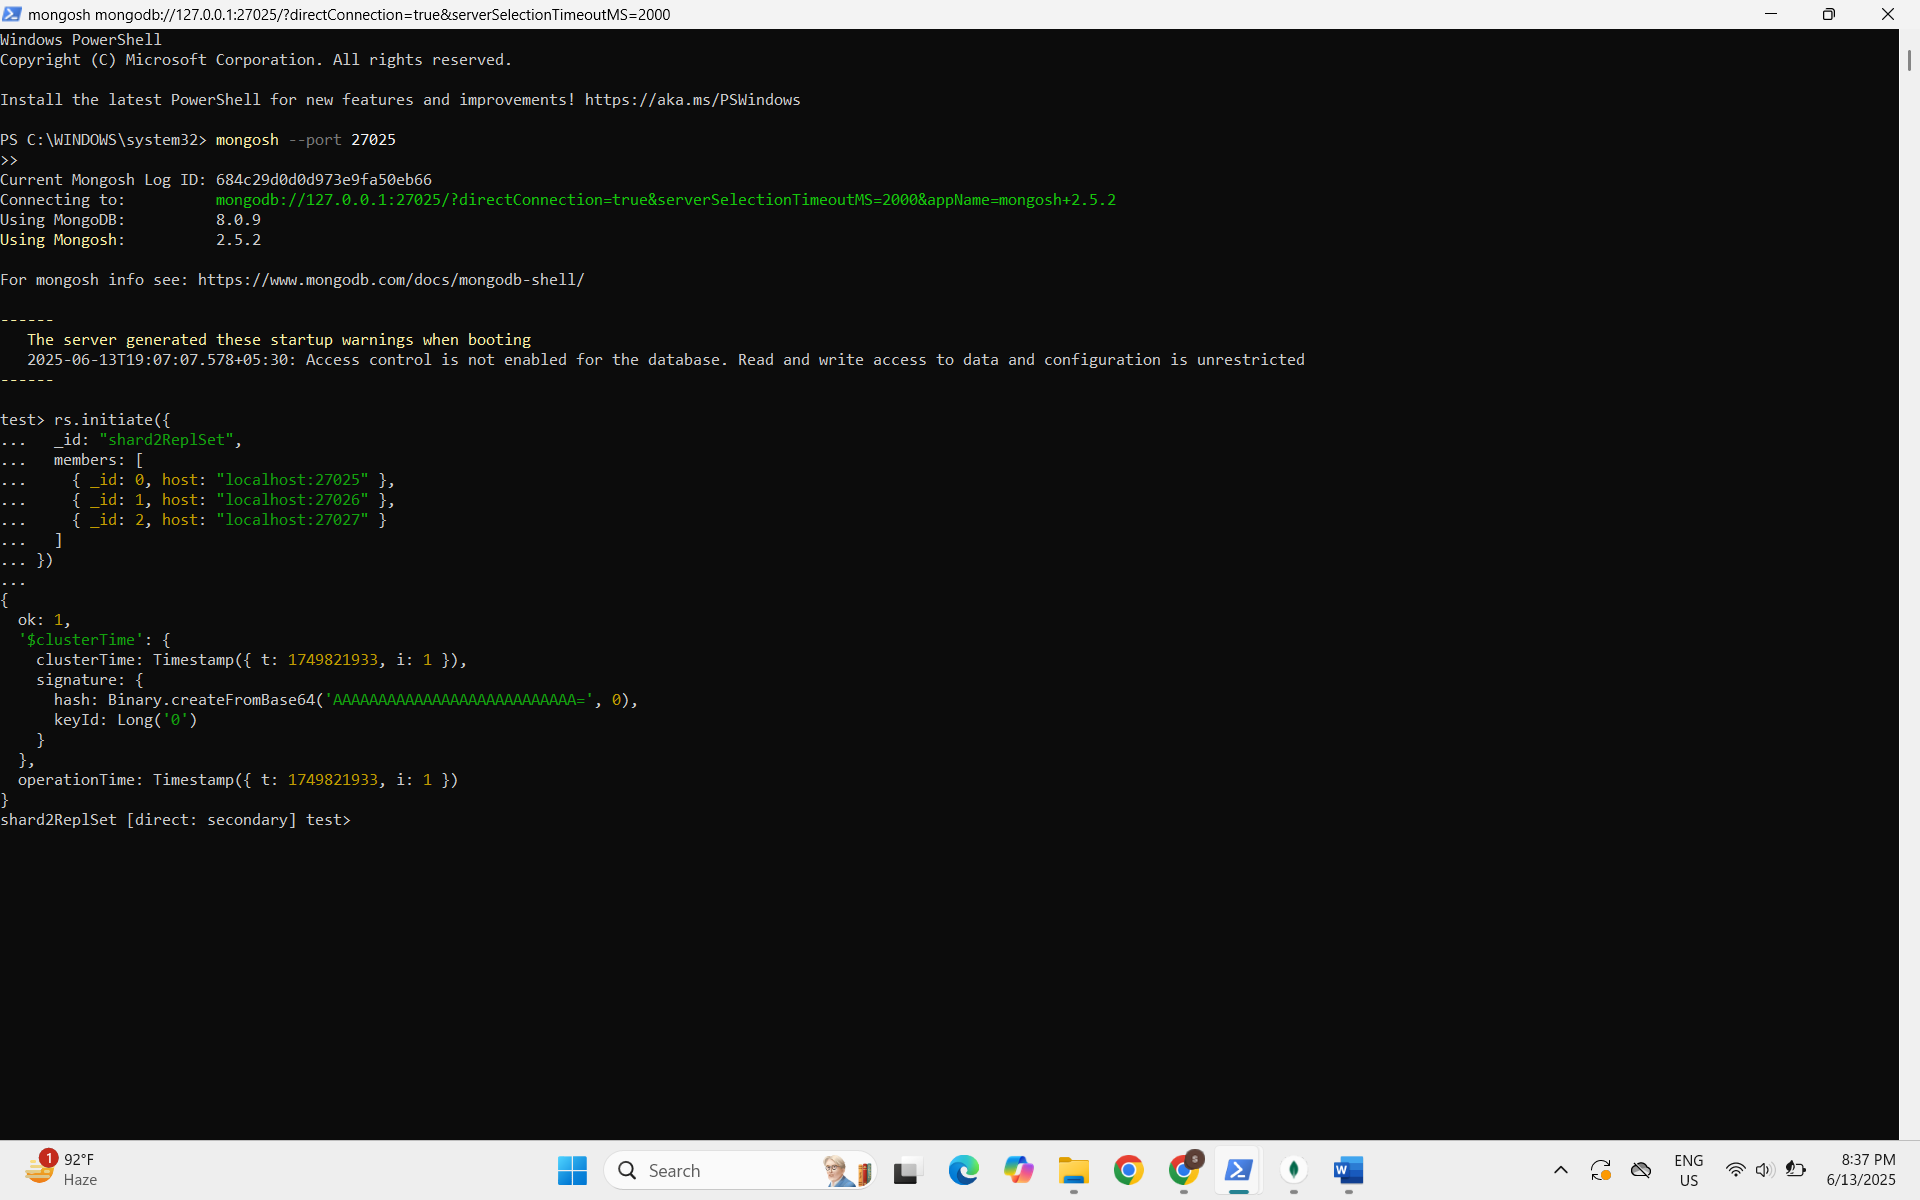 mongosh mongodb://127.0.0.1:27025/?directConnection=true&serverSelectionTimeoutMS=2000
Windows PowerShell
Copyright (C) Microsoft Corporation. All rights reserved.
Install the latest PowerShell for new features and improvements! https://aka.ms/PSWindows
PS C:\WINDOWS\system32> mongosh --port 27025
>>
Current Mongosh Log ID: 684c29d0d0d973e9fa50eb66
Connecting to:          mongodb://127.0.0.1:27025/?directConnection=true&serverSelectionTimeoutMS=2000&appName=mongosh+2.5.2
Using MongoDB:          8.0.9
Using Mongosh:          2.5.2
For mongosh info see: https://www.mongodb.com/docs/mongodb-shell/
------
   The server generated these startup warnings when booting
   2025-06-13T19:07:07.578+05:30: Access control is not enabled for the database. Read and write access to data and configuration is unrestricted
------
test> rs.initiate({
...   _id: "shard2ReplSet",
...   members: [
...     { _id: 0, host: "localhost:27025" },
...     { _id: 1, host: "localhost:27026" },
...     { _id: 2, host: "localhost:27027" }
...   ]
... })
...
{
  ok: 1,
  '$clusterTime': {
    clusterTime: Timestamp({ t: 1749821933, i: 1 }),
    signature: {
      hash: Binary.createFromBase64('AAAAAAAAAAAAAAAAAAAAAAAAAAA=', 0),
      keyId: Long('0')
    }
  },
  operationTime: Timestamp({ t: 1749821933, i: 1 })
}
shard2ReplSet [direct: secondary] test>
1
92°F
Haze
Search
S
W
ENG
US
8:37 PM
6/13/2025